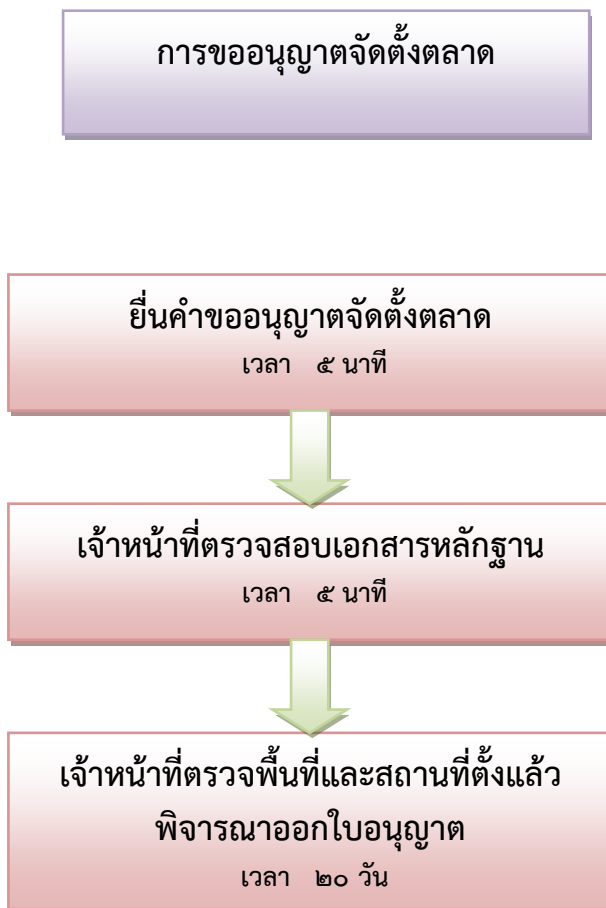 การขออนุญาตจัดตั้งตลาด
ยื่นคำขออนุญาตจัดตั้งตลาด
เวลา ๕ นาที
เจ้าหน้าที่ตรวจสอบเอกสารหลักฐาน
เวลา ๕ นาที
เจ้าหน้าที่ตรวจพื้นที่และสถานที่ตั้งแล้ว
พิจารณาออกใบอนุญาต
เวลา ๒๐ วัน